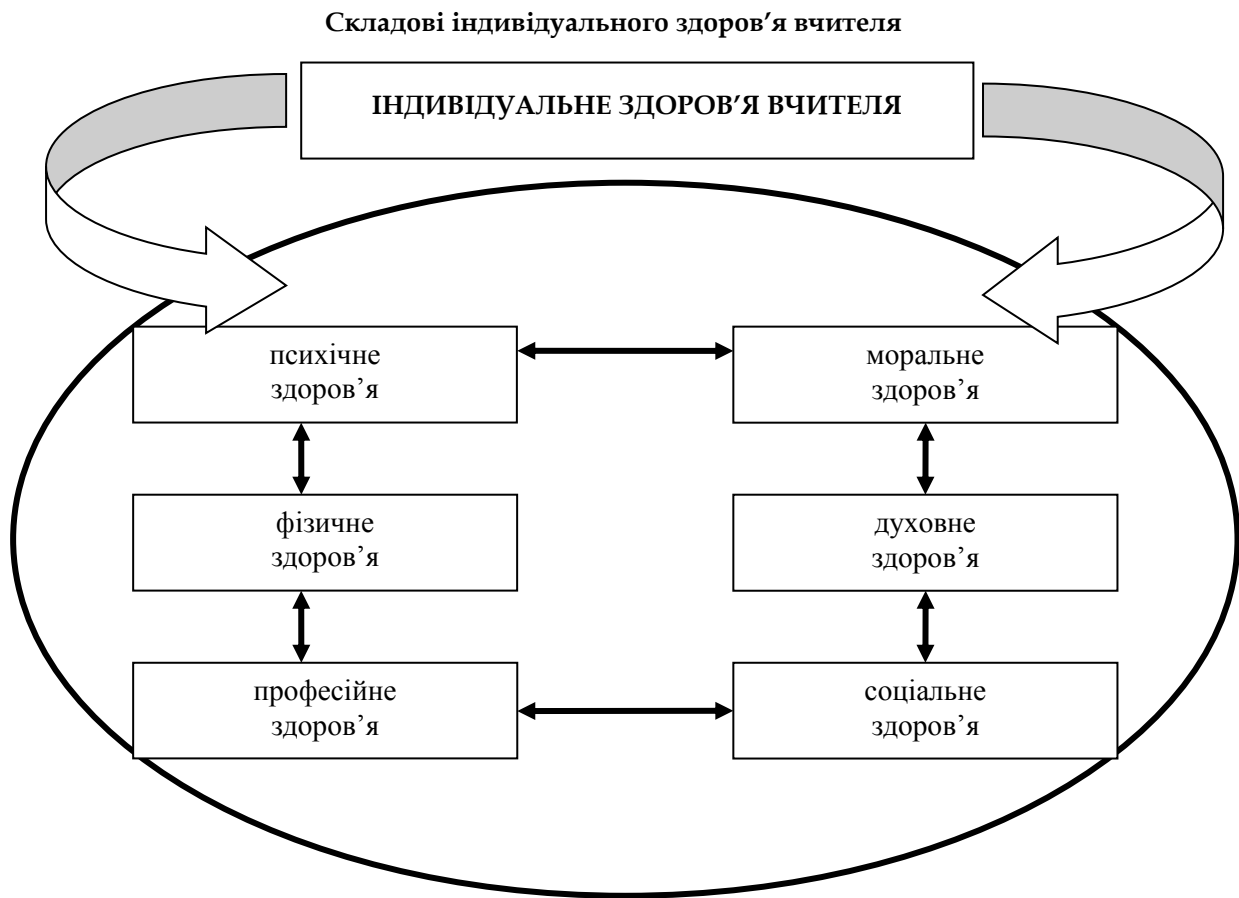 Складові індивідуального здоров’я вчителя
ІНДИВІДУАЛЬНЕ ЗДОРОВ’Я ВЧИТЕЛЯ
психічне
здоров’я
моральне
здоров’я
фізичне
здоров’я
духовне
здоров’я
професійне
здоров’я
соціальне
здоров’я